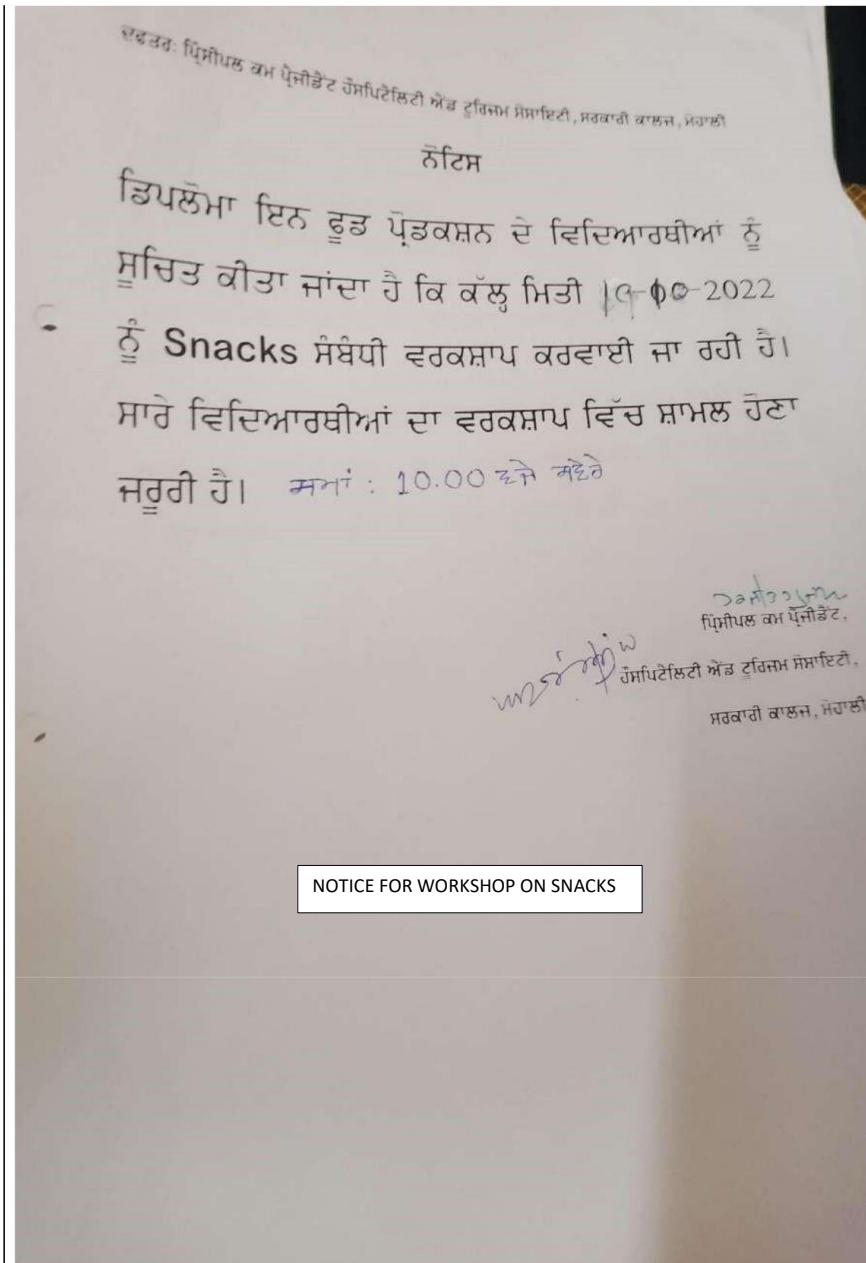 ਦਫਤਰ: ਪ੍ਰਿੰਸੀਪਲ ਕਮ ਪ੍ਰੈਜੀਡੈਂਟ ਹੌਸਪਿਟੈਲਿਟੀ ਐਂਡ ਟੂਰਿਜਮ ਸੋਸਾਇਟੀ, ਸਰਕਾਰੀ ਕਾਲਜ, ਮੋਹਾਲੀ
ਨੋਟਿਸ
ਡਿਪਲੋਮਾ ਇਨ ਫੂਡ ਪ੍ਰੋਡਕਸ਼ਨ ਦੇ ਵਿਦਿਆਰਥੀਆਂ ਨੂੰ
ਸੂਚਿਤ ਕੀਤਾ ਜਾਂਦਾ ਹੈ ਕਿ ਕੱਲ੍ਹ ਮਿਤੀ
ਨੂੰ Snacks ਸੰਬੰਧੀ ਵਰਕਸ਼ਾਪ ਕਰਵਾਈ ਜਾ ਰਹੀ ਹੈ।
ਸਾਰੇ ਵਿਦਿਆਰਥੀਆਂ ਦਾ ਵਰਕਸ਼ਾਪ ਵਿੱਚ ਸ਼ਾਮਲ ਹੋਣਾ
ਜਰੂਰੀ ਹੈ। ਸਮਾਂ : 10.00 ਵਜੇ ਸਵੇਰੇ
ਪ੍ਰਿੰਸੀਪਲ ਕਮ ਪ੍ਰੈਜੀਡੈਂਟ,
ਹੌਸਪਿਟੈਲਿਟੀ ਐਂਡ ਟੂਰਿਜਮ ਸੋਸਾਇਟੀ,
ਸਰਕਾਰੀ ਕਾਲਜ, ਮੋਹਾਲੀ
NOTICE FOR WORKSHOP ON SNACKS